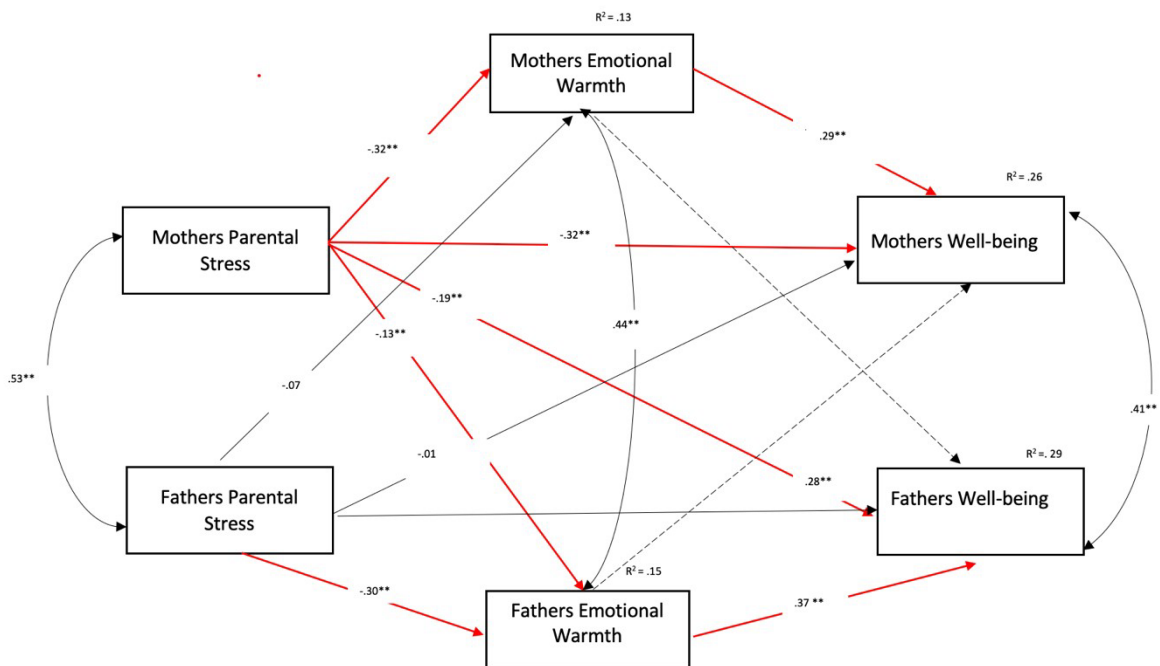 R² = .13
Mothers Emotional
Warmth
-.32**
.29**
R² = .26
Mothers Parental
Stress
-.32**
Mothers Well-being
-.19**
-.13**
.44**
.53**
-.07
.41**
-.01
R² =. 29
Fathers Parental
Stress
.28**
Fathers Well-being
R² = .15
-.30**
Fathers Emotional
Warmth
.37 **